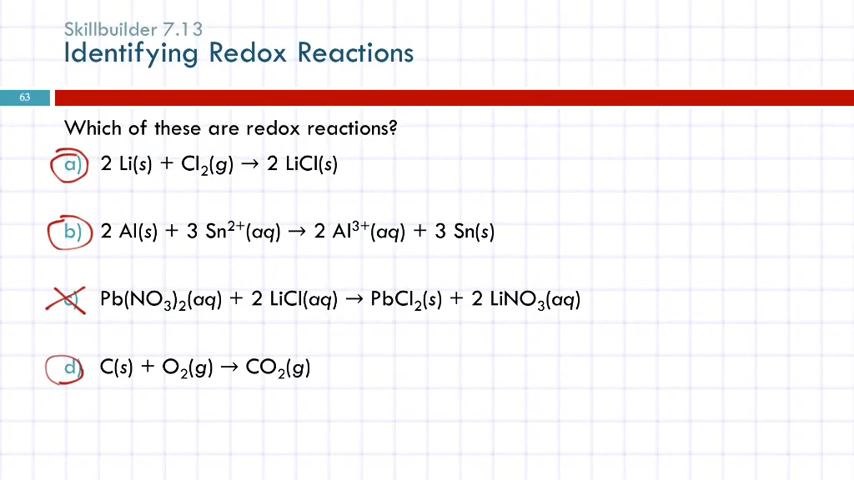 Skillbuilder 7.13
Identifying Redox Reactions
63
Which of these are redox reactions?
a) 2 Li(s) + Cl₂(g) → 2 LiCl(s)
b) 2 Al(s) + 3 Sn²⁺(aq) → 2 Al³⁺(aq) + 3 Sn(s)
c) Pb(NO₃)₂(aq) + 2 LiCl(aq) → PbCl₂(s) + 2 LiNO₃(aq)
d) C(s) + O₂(g) → CO₂(g)